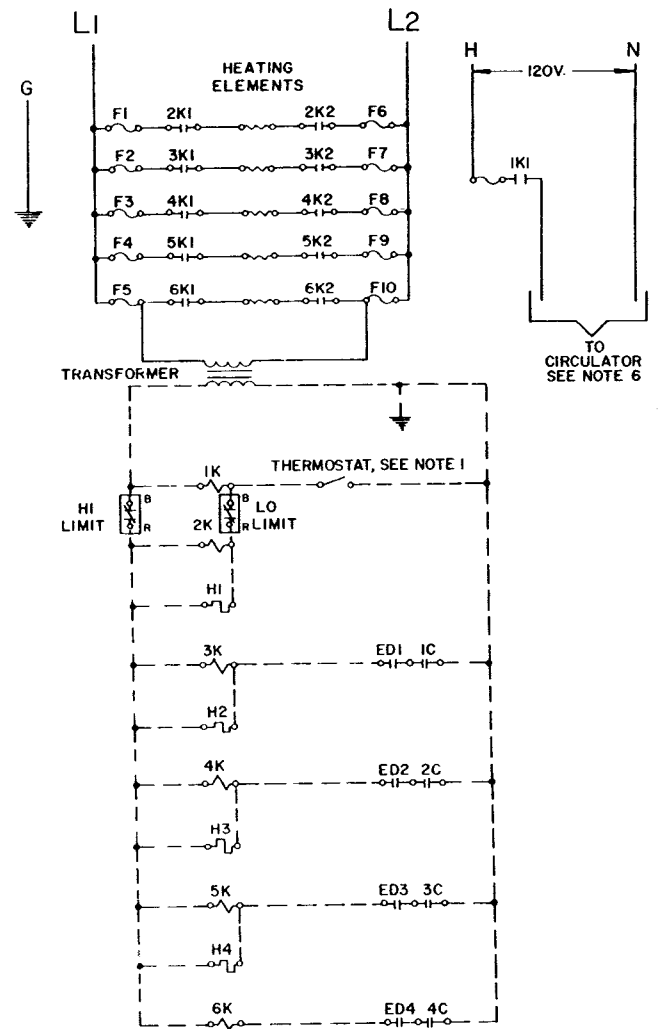 L1 L2
H N
120V.
G
HEATING
ELEMENTS
F1 2K1 2K2 F6
F2 3K1 3K2 F7
1K1
F3 4K1 4K2 F8
F4 5K1 5K2 F9
F5 6K1 6K2 F10
TO
CIRCULATOR
SEE NOTE 6
TRANSFORMER
1K
THERMOSTAT, SEE NOTE 1
HI
LIMIT
B
R
LO
LIMIT
B
R
2K
H1
3K ED1 1C
H2
4K ED2 2C
H3
5K ED3 3C
H4
6K ED4 4C